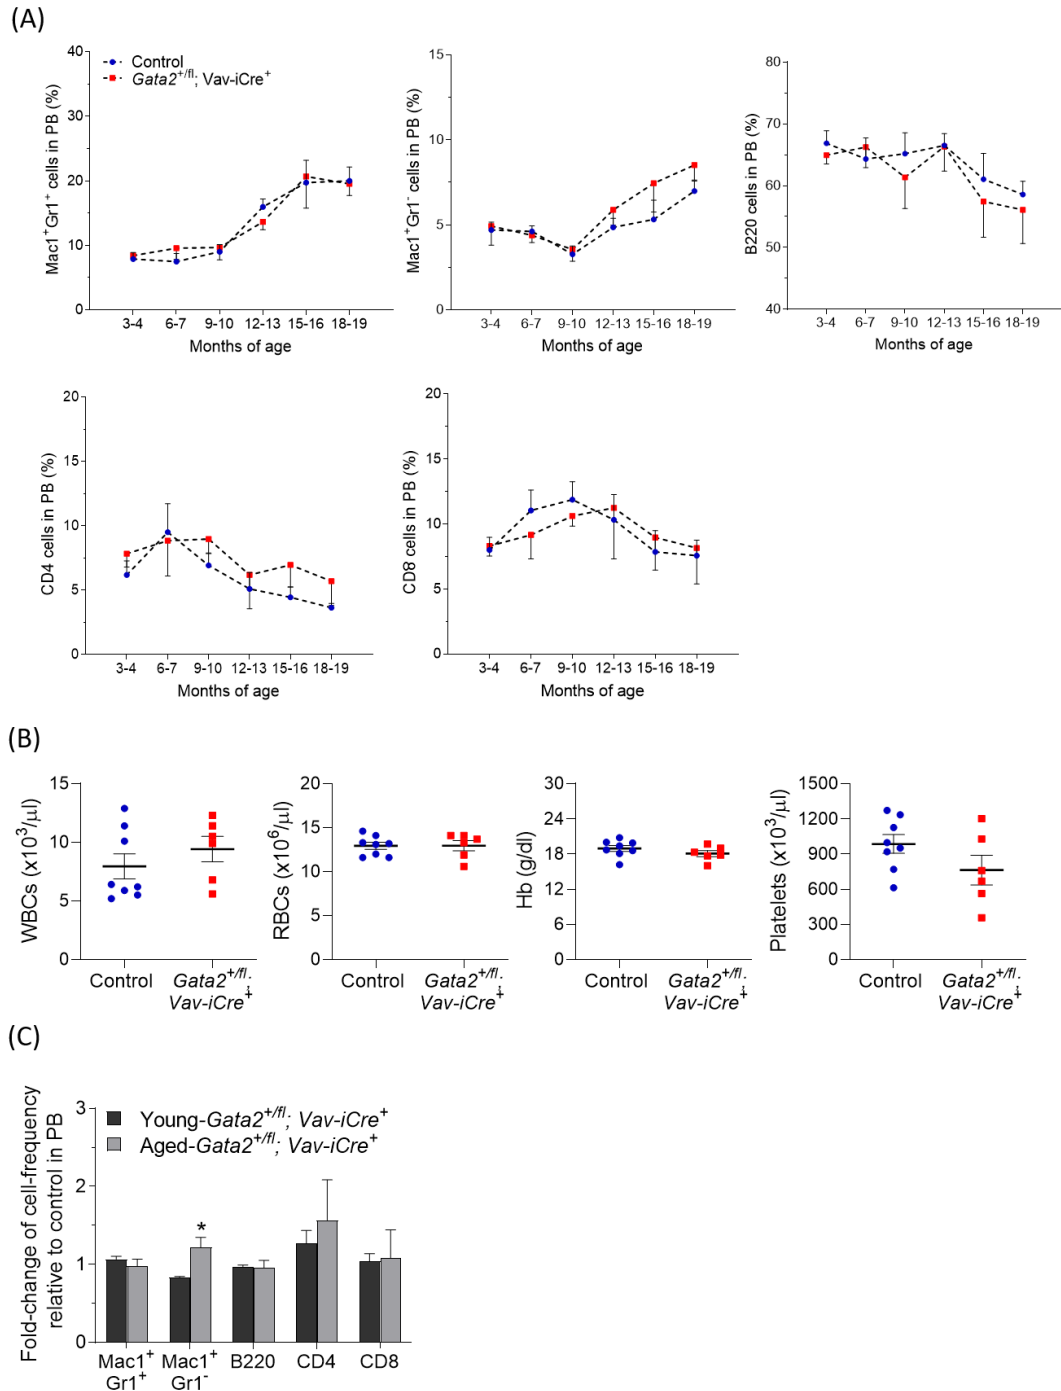 (A)
Control
Gata2+/fl; Vav-iCre+
Mac1+Gr1+ cells in PB (%)
40
30
20
10
0
3-4 6-7 9-10 12-13 15-16 18-19
Months of age
Mac1+Gr1- cells in PB (%)
15
10
5
0
3-4 6-7 9-10 12-13 15-16 18-19
Months of age
B220 cells in PB (%)
80
70
60
50
40
3-4 6-7 9-10 12-13 15-16 18-19
Months of age
CD4 cells in PB (%)
20
15
10
5
0
3-4 6-7 9-10 12-13 15-16 18-19
Months of age
CD8 cells in PB (%)
20
15
10
5
0
3-4 6-7 9-10 12-13 15-16 18-19
Months of age
(B)
WBCs (x10³/µl)
15
10
5
0
Control
Gata2+/fl;
Vav-iCre+
RBCs (x10⁶/µl)
20
15
10
5
0
Control
Gata2+/fl;
Vav-iCre+
Hb (g/dl)
30
24
18
12
6
0
Control
Gata2+/fl;
Vav-iCre+
Platelets (x10³/µl)
1500
1200
900
600
300
0
Control
Gata2+/fl;
Vav-iCre+
(C)
Fold-change of cell-frequency
relative to control in PB
3
2
1
0
Young-Gata2+/fl; Vav-iCre+
Aged-Gata2+/fl; Vav-iCre+
*
Mac1+
Gr1+
Mac1+
Gr1-
B220
CD4
CD8